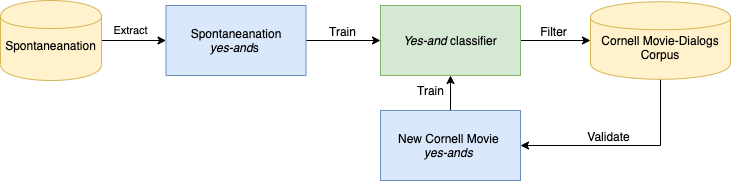 Spontaneanation
Extract
Spontaneanation
yes-ands
Train
Yes-and classifier
Filter
Cornell Movie-Dialogs
Corpus
Train
New Cornell Movie
yes-ands
Validate